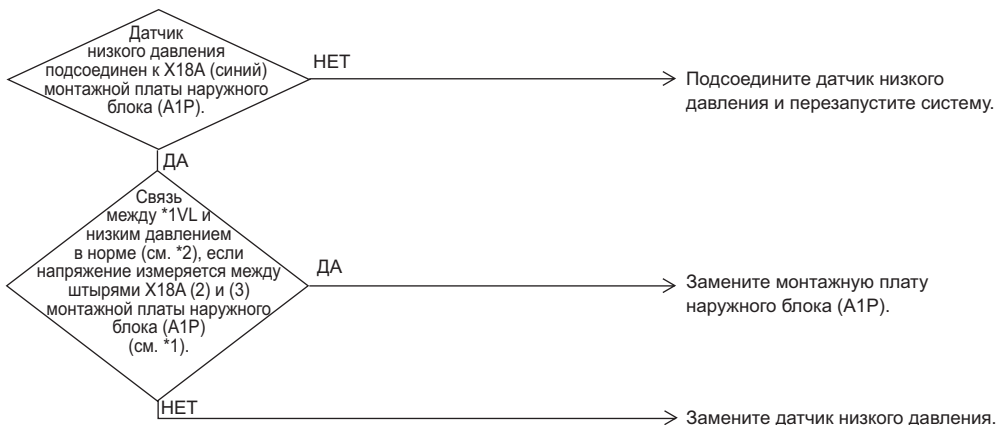 Датчик
низкого давления
подсоединен к X18A (синий)
монтажной платы наружного
блока (A1P).
НЕТ
Подсоедините датчик низкого
давления и перезапустите систему.
ДА
Связь
между *1VL и
низким давлением
в норме (см. *2), если
напряжение измеряется между
штырями X18A (2) и (3)
монтажной платы наружного
блока (A1P)
(см. *1).
ДА
Замените монтажную плату
наружного блока (A1P).
НЕТ
Замените датчик низкого давления.